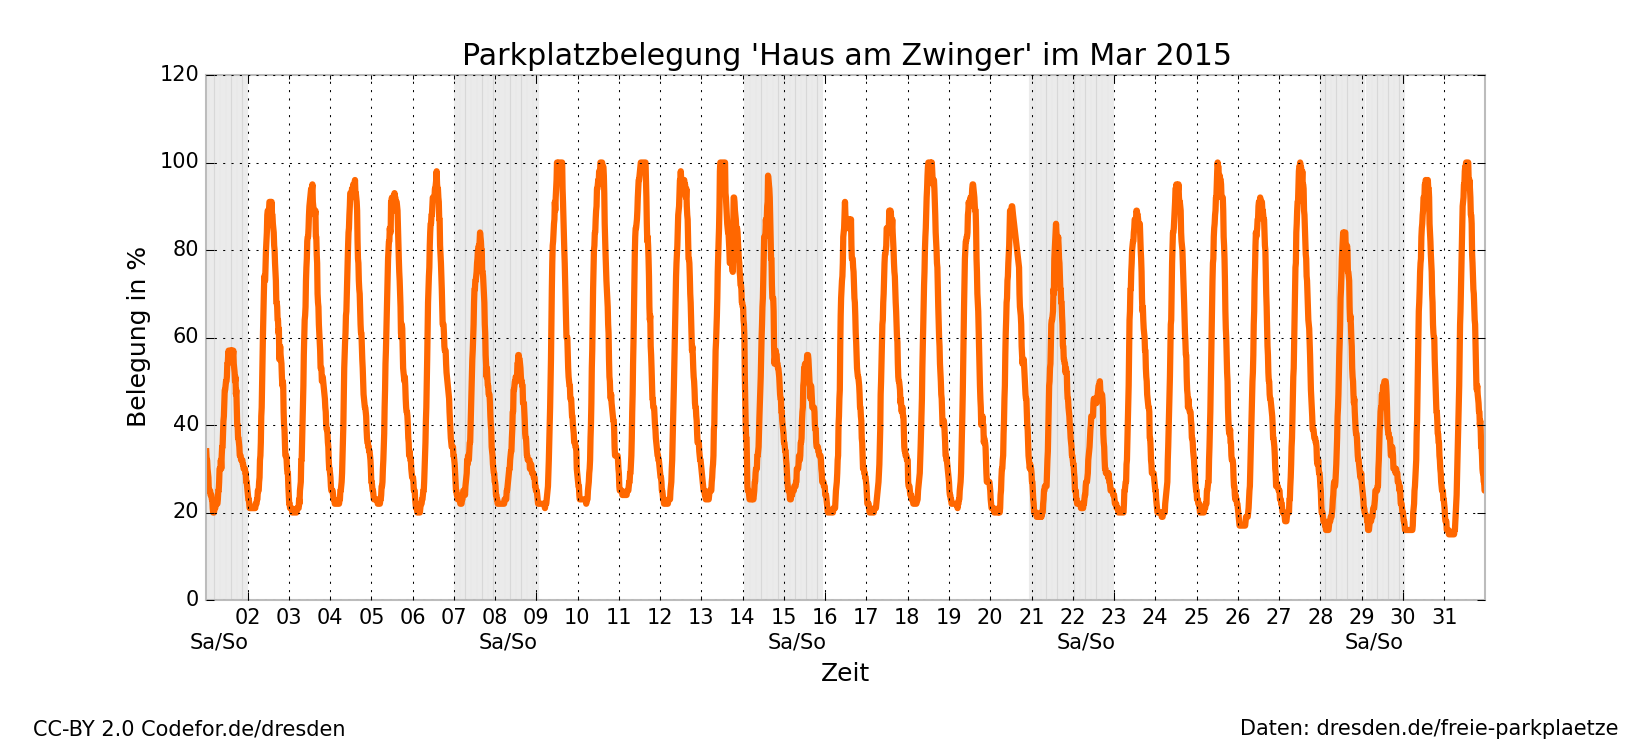 Parkplatzbelegung 'Haus am Zwinger' im Mar 2015
120
100
80
60
40
20
0
Belegung in %
02 03 04 05 06 07 08 09 10 11 12 13 14 15 16 17 18 19 20 21 22 23 24 25 26 27 28 29 30 31
Sa/So Sa/So Sa/So Sa/So Sa/So
Zeit
CC-BY 2.0 Codefor.de/dresden
Daten: dresden.de/freie-parkplaetze